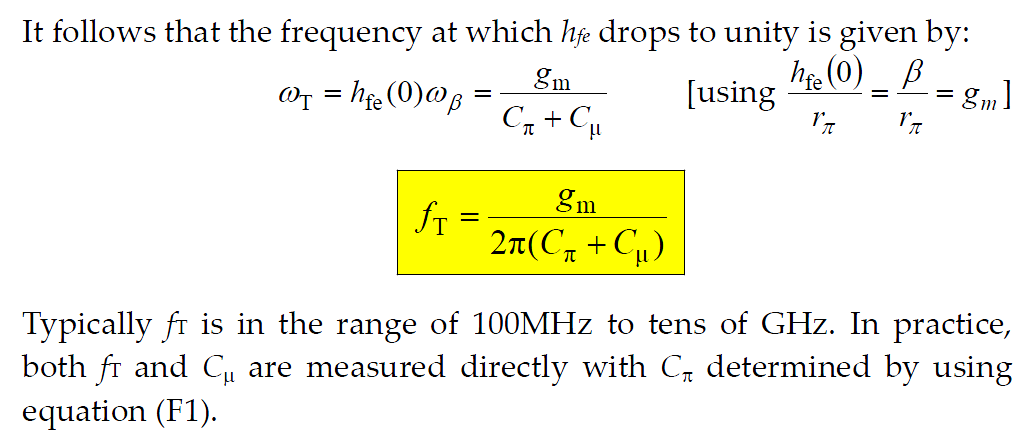 It follows that the frequency at which hfe drops to unity is given by:
ωT = hfe(0)ωβ = gm / (Cπ + Cμ) [using hfe(0)/rπ = β/rπ = gm]
fT = gm / 2π(Cπ + Cμ)
Typically fT is in the range of 100MHz to tens of GHz. In practice,
both fT and Cμ are measured directly with Cπ determined by using
equation (F1).